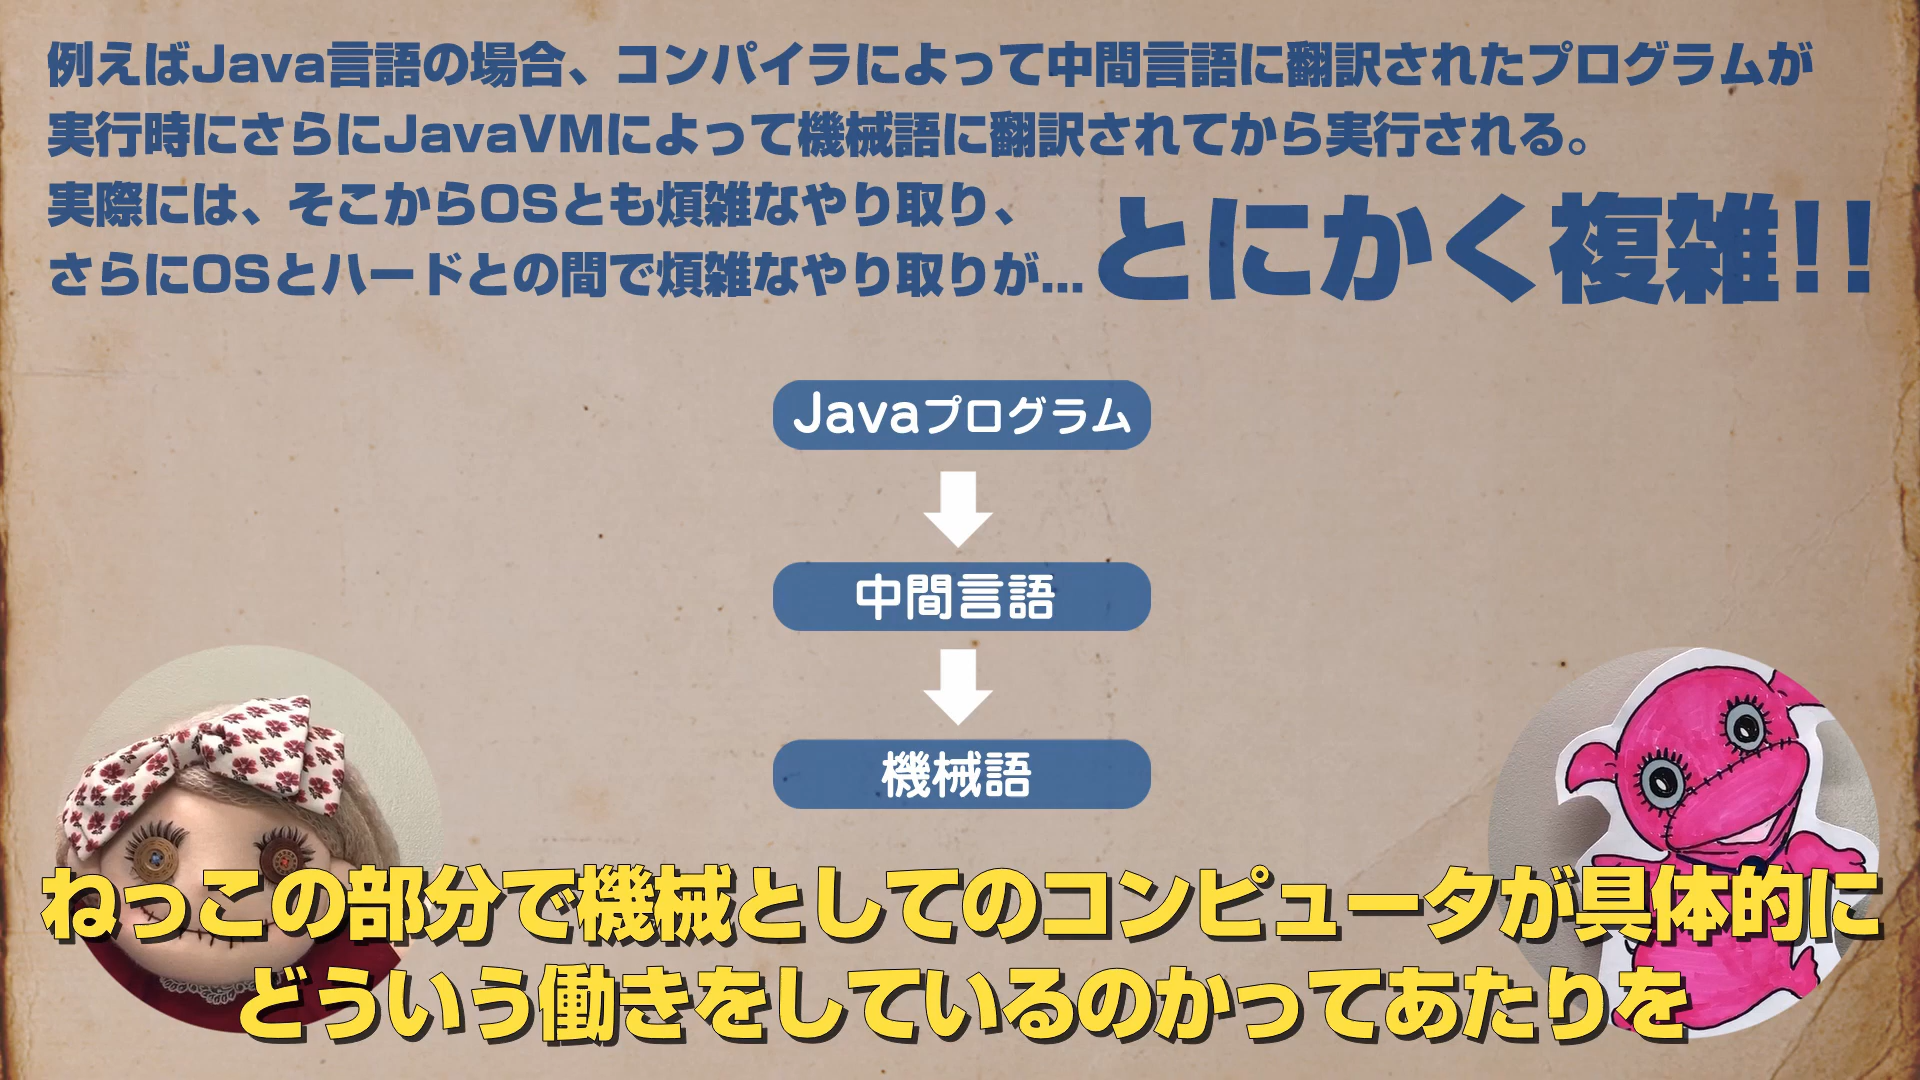 例えばJava言語の場合、コンパイラによって中間言語に翻訳されたプログラムが
実行時にさらにJavaVMによって機械語に翻訳されてから実行される。
実際には、そこからOSとも煩雑なやり取り、
さらにOSとハードとの間で煩雑なやり取りが...
とにかく複雑!!
Javaプログラム
中間言語
機械語
ねっこの部分で機械としてのコンピュータが具体的に
どういう働きをしているのかってあたりを